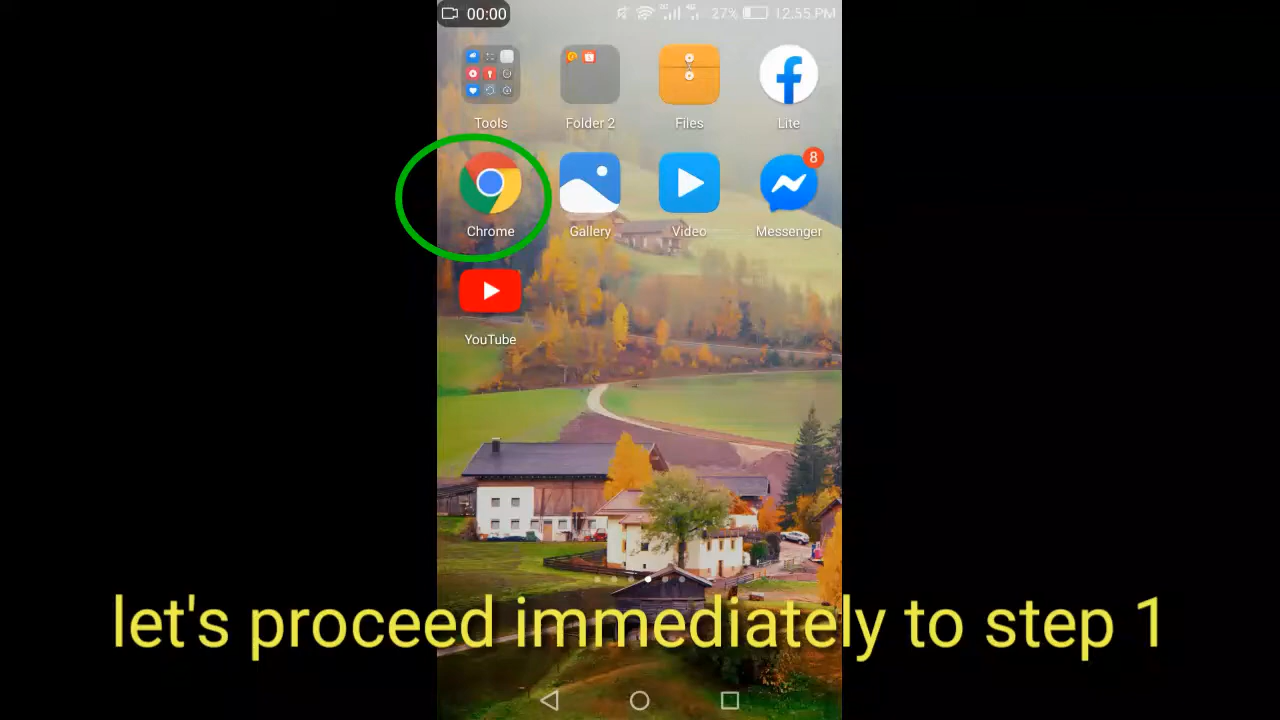 00:00
27% 12.55 PM
Tools
Folder 2
Files
Lite
Chrome
Gallery
Video
8
Messenger
YouTube
let's proceed immediately to step 1